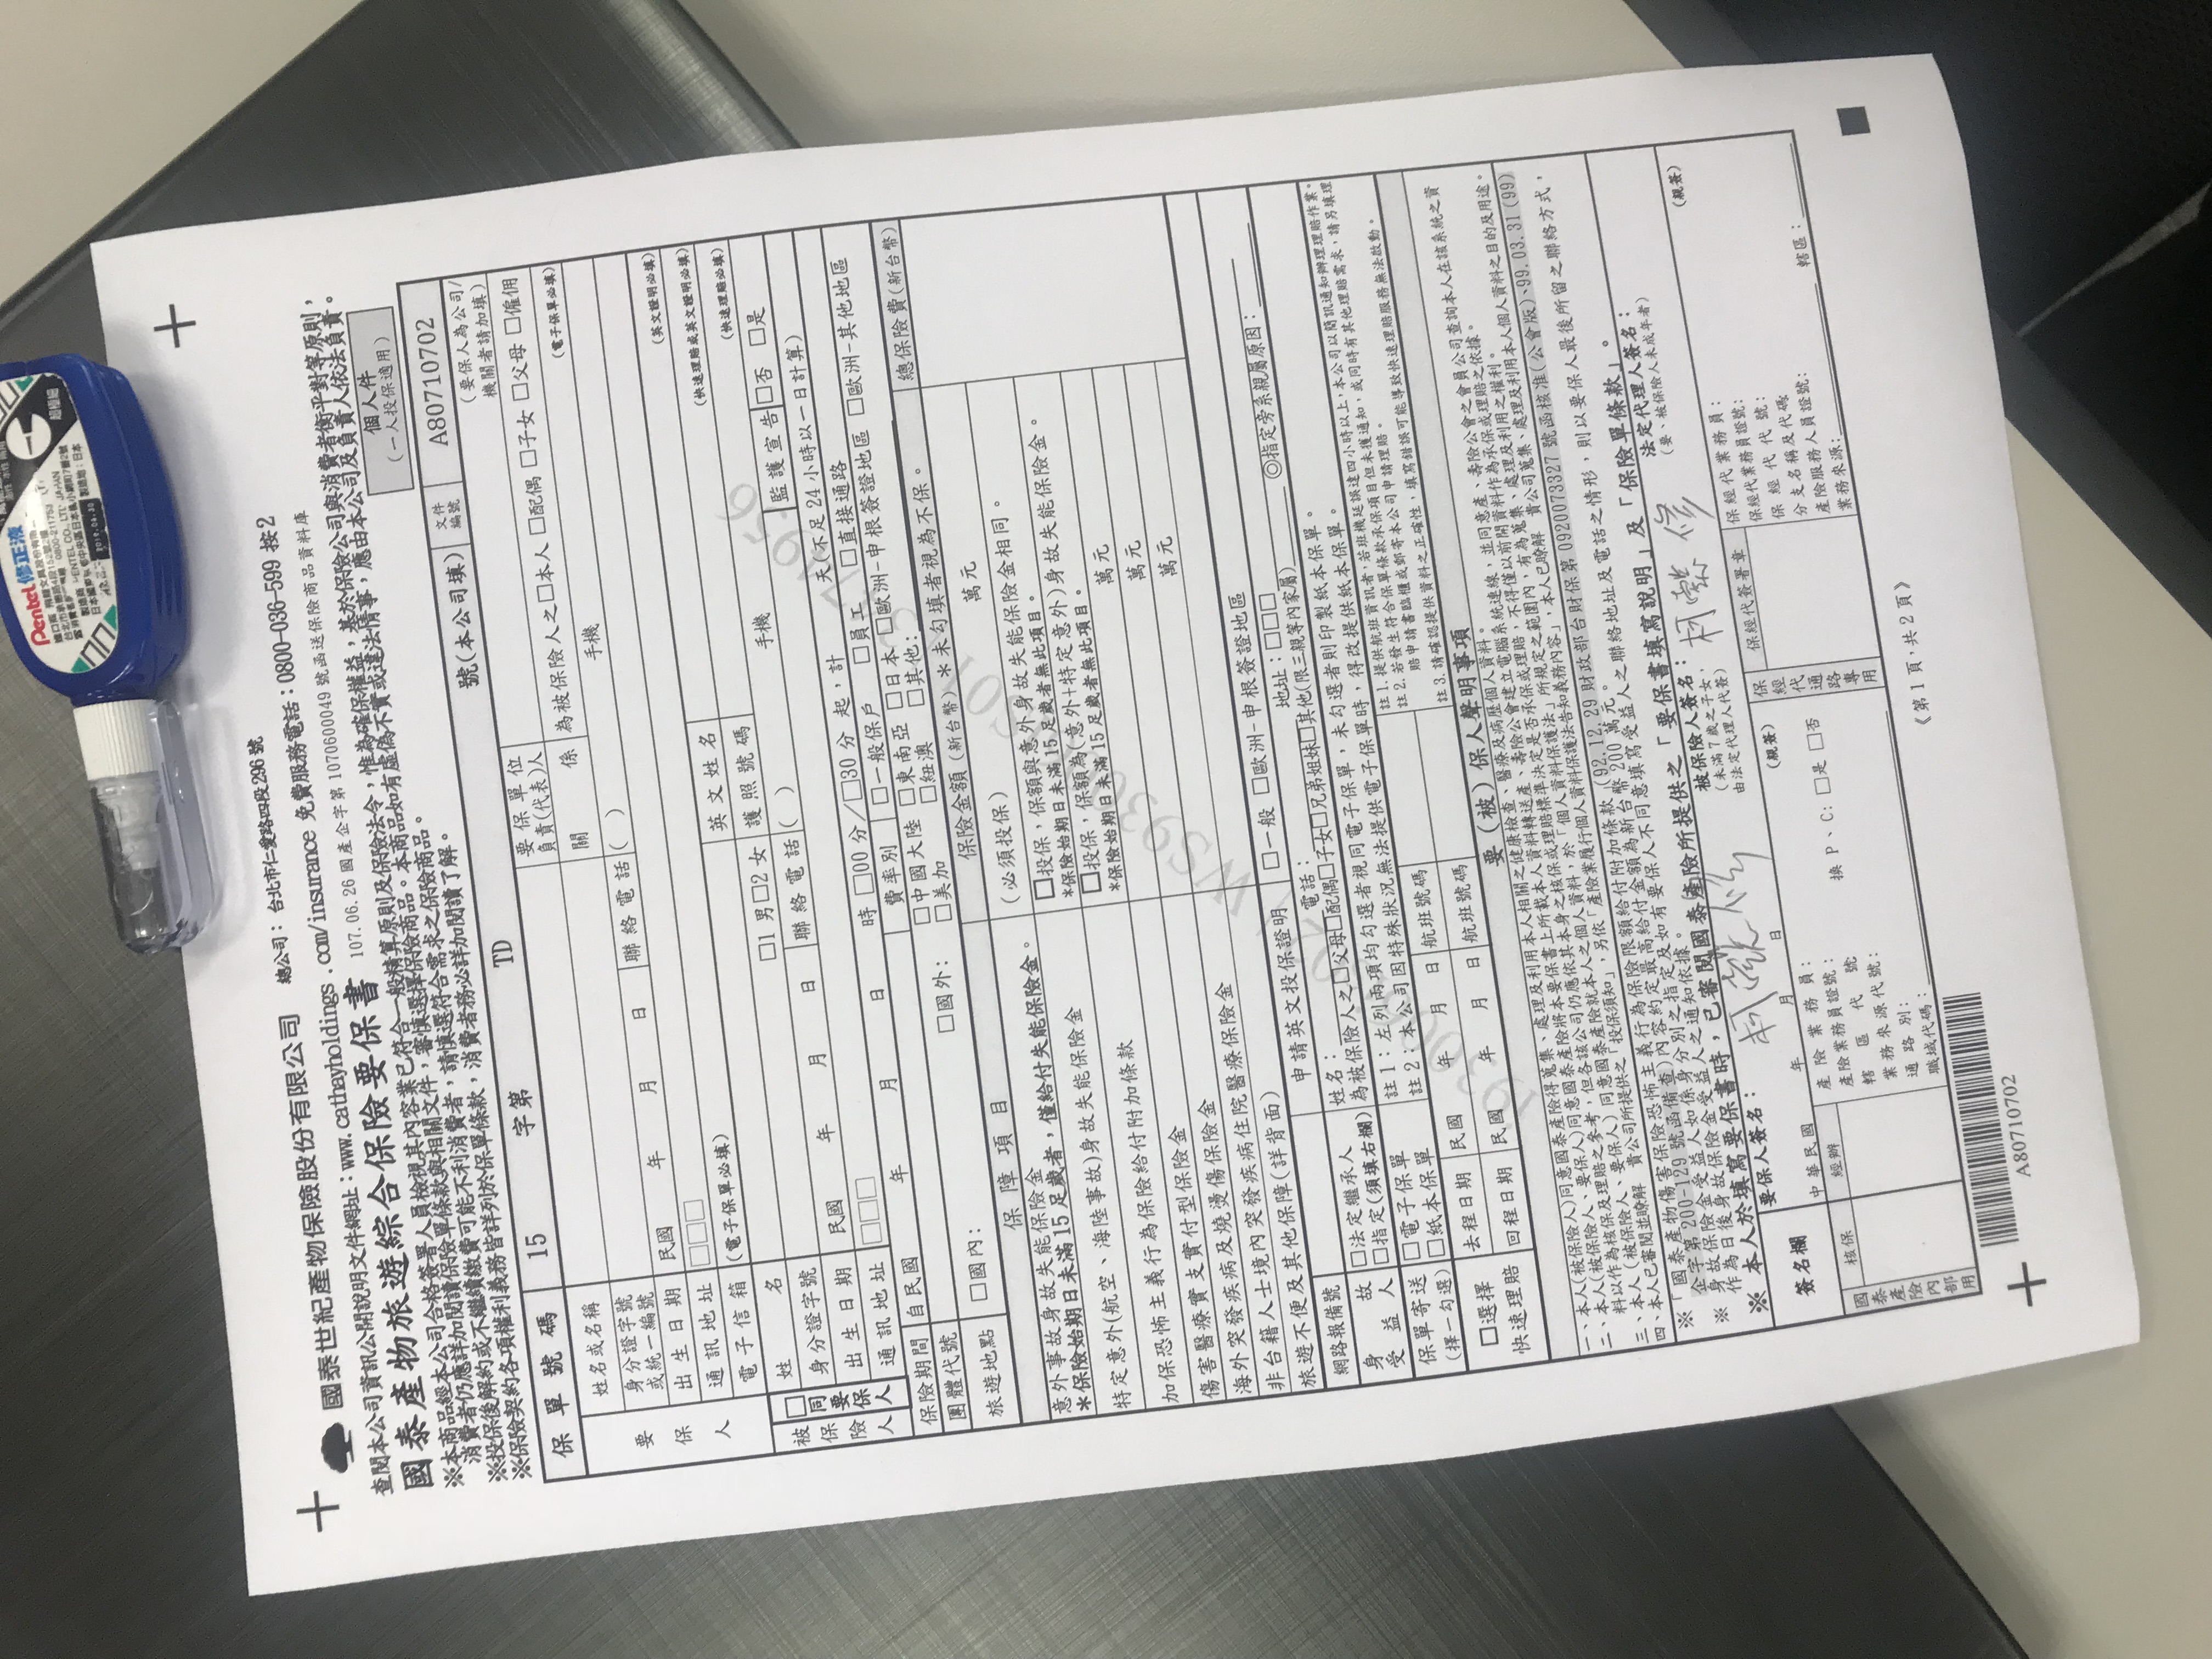 Pentel修正液
0800-211753
製造地：日本
超極細
2019.04.30
國泰世紀產物保險股份有限公司 總公司： 台北市仁愛路四段296號
查閱本公司資訊公開說明文件網址：www.cathayholdings.com/insurance 免費服務電話：0800-036-599 按2
國泰產物旅遊綜合保險要保書 107.06.26 國產企字第 1070600049 號函送保險商品資料庫
※本商品經本公司合格簽署人員檢視其內容業已符合一般精算原則及保險法令，惟為確保權益，基於保險公司與消費者衡平對等原則，
消費者仍應詳加閱讀保險單條款與相關文件，審慎選擇保險商品。本商品如有虛偽不實或違法情事，應由本公司及負責人依法負責。
※投保後解約或不繼續繳費可能不利消費者，請慎選符合需求之保險商品。
※保險契約各項權利義務皆詳列於保單條款，消費者務必詳加閱讀了解。
個人件
（一人投保適用）
保單號碼 15 字第 TD 號(本公司填) 文件編號 A80710702
要保人
姓名或名稱 要保單位負責(代表)人 （要保人為公司/機關者請加填）
身分證字號或統一編號 關係 為被保險人之□本人 □配偶 □子女 □父母 □僱佣
出生日期 民國 年 月 日 聯絡電話 ( ) 手機 (電子保單必填)
通訊地址 □□□
電子信箱 (電子保單必填)
被保險人 □同要保人
姓名 英文姓名 (英文證明必填)
身分證字號 □1 男□2 女 護照號碼 (快速理賠或英文證明必填)
出生日期 民國 年 月 日 聯絡電話 ( ) 手機 (快速理賠必填)
通訊地址 □□□ 監護宣告 □否 □是
保險期間 自民國 年 月 日 時 □00 分／□30 分 起，計 天(不足 24 小時以一日計算)
團體代號 費率別 □一般保戶 □員工 □直接通路
旅遊地點 □國內： □國外： □中國大陸 □東南亞 □日本 □歐洲-申根簽證地區 □歐洲-其他地區
□美加 □紐澳 □其他:
保障項目 保險金額 (新台幣) ＊未勾填者視為不保。 總保險費(新台幣)
意外事故身故失能保險金 (必須投保) 萬元
＊保險始期日未滿 15 足歲者，僅給付失能保險金。
特定意外(航空、海陸事故)身故失能保險金 □投保，保額與意外身故失能保險金相同。
*保險始期日未滿 15 足歲者無此項目。
加保恐怖主義行為保險給付附加條款 □投保，保額為(意外+特定意外)身故失能保險金。
*保險始期日未滿 15 足歲者無此項目。
傷害醫療實支實付型保險金 萬元
海外突發疾病及燒燙傷保險金 萬元
非台籍人士境內突發疾病住院醫療保險金 萬元
旅遊不便及其他保障(詳背面)
網路報備號 申請英文投保證明 □一般 □歐洲-申根簽證地區
身故受益人 □法定繼承人
□指定(須填右欄)
姓名： 電話： 地址：□□□
為被保險人之□父母□配偶□子女□兄弟姐妹□其他(限三親等內家屬) ◎指定旁系親屬原因：
保單寄送
(擇一勾選)
□電子保單
□紙本保單
註 1：左列兩項均勾選者視同電子保單，未勾選者則印製紙本保單。
註 2：本公司因特殊狀況無法提供電子保單時，得改提供紙本保單。
□選擇
快速理賠
去程日期 民國 年 月 日 航班號碼
回程日期 民國 年 月 日 航班號碼
註 1.提供航班資訊者,若班機延誤達四小時以上,本公司以簡訊通知辦理理賠作業。
註 2.若發生符合保單條款承保項目但未獲通知，或同時有其他理賠需求，請另填理
賠申請書臨櫃或郵寄本公司申請理賠。
註 3.請確認提供資料之正確性，填寫錯誤可能導致快速理賠服務無法啟動。
要（被）保人聲明事項
一、本人(被保險人)同意國泰產險得蒐集、處理及利用本人相關之健康檢查、醫療及病歷個人資料。
二、本人(被保險人、要保人)同意國泰產險將本要保書上所載本人資料轉送產、壽險公會建立電腦系統連線，並同意產、壽險公會之會員公司查詢本人在該系統之資
料以作為核保及理賠之參考，但各該公司仍應依其本身之核保或理賠標準決定是否承保或理賠，不得僅以前開資料作為承保或理賠之依據。
三、本人 (被保險人、要保人) 同意國泰產險就本人之個人資料，於「個人資料保護法」所規定之範圍內，有為蒐集、處理及利用之權利。
四、本人已審閱並瞭解 貴公司所提供之「投保須知」，另依「產險業履行個人資料保護法告知義務內容」，本人已瞭解 貴公司蒐集、處理及利用本人個人資料之目的及用途。
※「國泰產物傷害保險恐怖主義行為保險限額給付附加條款」(92.12.29 財政部台財保第 0920073327 號函核准(公會版)、99.03.31(99)
企字第 200-129 號函備查)內容約定最高給付金額為新台幣 200 萬元。
※ 身故保險金受益人如係身分別之指定及如有要保人不同意填寫受益人之聯絡地址及電話之情形，則以要保人最後所留之聯絡方式，
作為日後身故保險金受益人之通知依據。
※ 本人於填寫要保書時，已審閱國泰產險所提供之「要保書填寫說明」及「保險單條款」。
簽名欄 要保人簽名： 柯懿修 (親簽)
中華民國 年 月 日
被保險人簽名：
(未滿 7 歲之子女，
由法定代理人代簽)
柯懿修
法定代理人簽名：
(要、被保險人未成年者)
(親簽)
國泰產險內部用 核保 經辦
產險業務員：
產險業務員證號：
轄區代號
業務來源代號：
通路別：
職域代碼：
換 P、C: □是 □否
保經代通路專用 保經代簽署章
保經代業務員：
保經代業務員證號：
保經代代號：
分支名稱及代碼
產險服務人員證號：
業務來源： 轄區：
《第 1 頁,共 2 頁》
A80710702